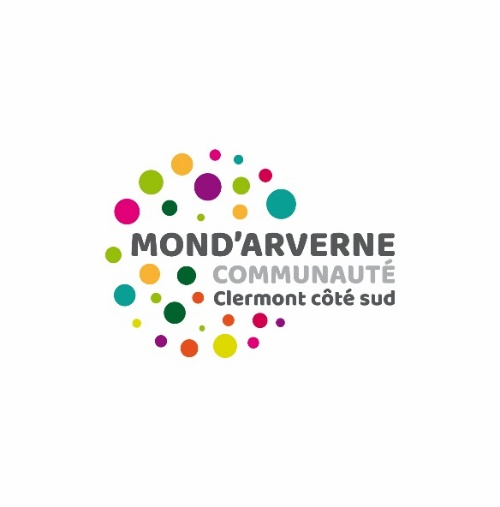 MOND'ARVERNE
COMMUNAUTÉ
Clermont côté sud